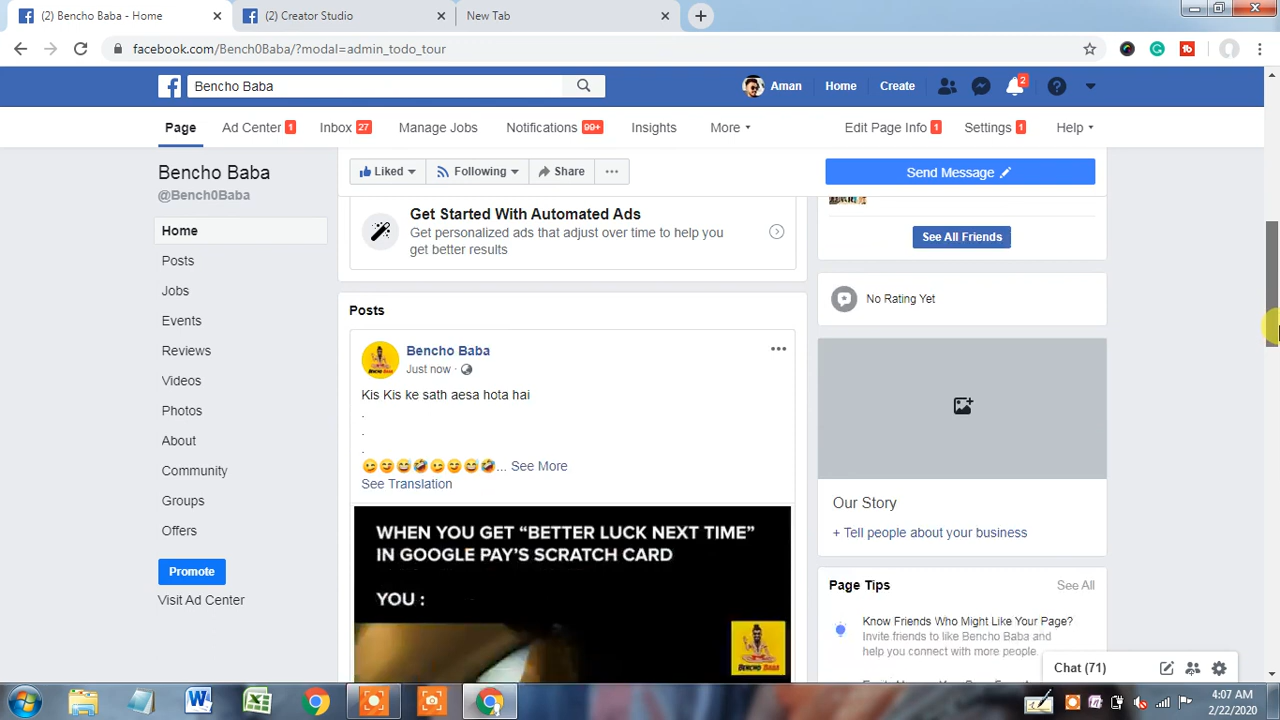 (2) Bencho Baba - Home
(2) Creator Studio
New Tab
facebook.com/Bench0Baba/?modal=admin_todo_tour
Bencho Baba
Aman
Home
Create
2
Page
Ad Center 1
Inbox 27
Manage Jobs
Notifications 99+
Insights
More
Edit Page Info 1
Settings 1
Help
Bencho Baba
@Bench0Baba
Liked
Following
Share
Send Message
Home
Posts
Jobs
Events
Reviews
Videos
Photos
About
Community
Groups
Offers
Promote
Visit Ad Center
Get Started With Automated Ads
Get personalized ads that adjust over time to help you
get better results
Posts
Bencho Baba
Just now ·
Kis Kis ke sath aesa hota hai
.
.
.
😉😊😅🤣😉😊😅🤣... See More
See Translation
WHEN YOU GET “BETTER LUCK NEXT TIME”
IN GOOGLE PAY’S SCRATCH CARD
YOU :
BENCHO BABA
See All Friends
No Rating Yet
Our Story
+ Tell people about your business
Page Tips
See All
Know Friends Who Might Like Your Page?
Invite friends to like Bencho Baba and
help you connect with more people.
Chat (71)
4:07 AM
2/22/2020